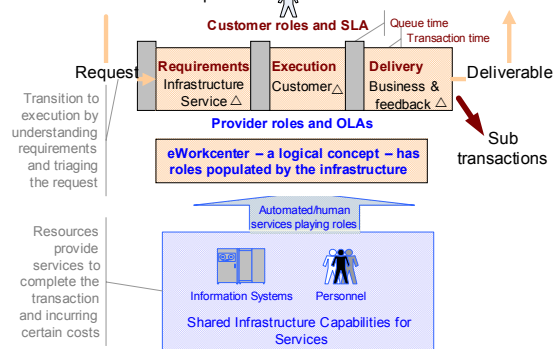 Customer roles and SLA
Queue time
Transaction time
Request
Requirements
Infrastructure
Service △
Execution
Customer△
Delivery
Business &
feedback △
Deliverable
Transition to
execution by
understanding
requirements
and triaging
the request
Provider roles and OLAs
Sub
transactions
eWorkcenter – a logical concept – has
roles populated by the infrastructure
Automated/human
services playing roles
Resources
provide
services to
complete the
transaction
and incurring
certain costs
Information Systems
Personnel
Shared Infrastructure Capabilities for
Services